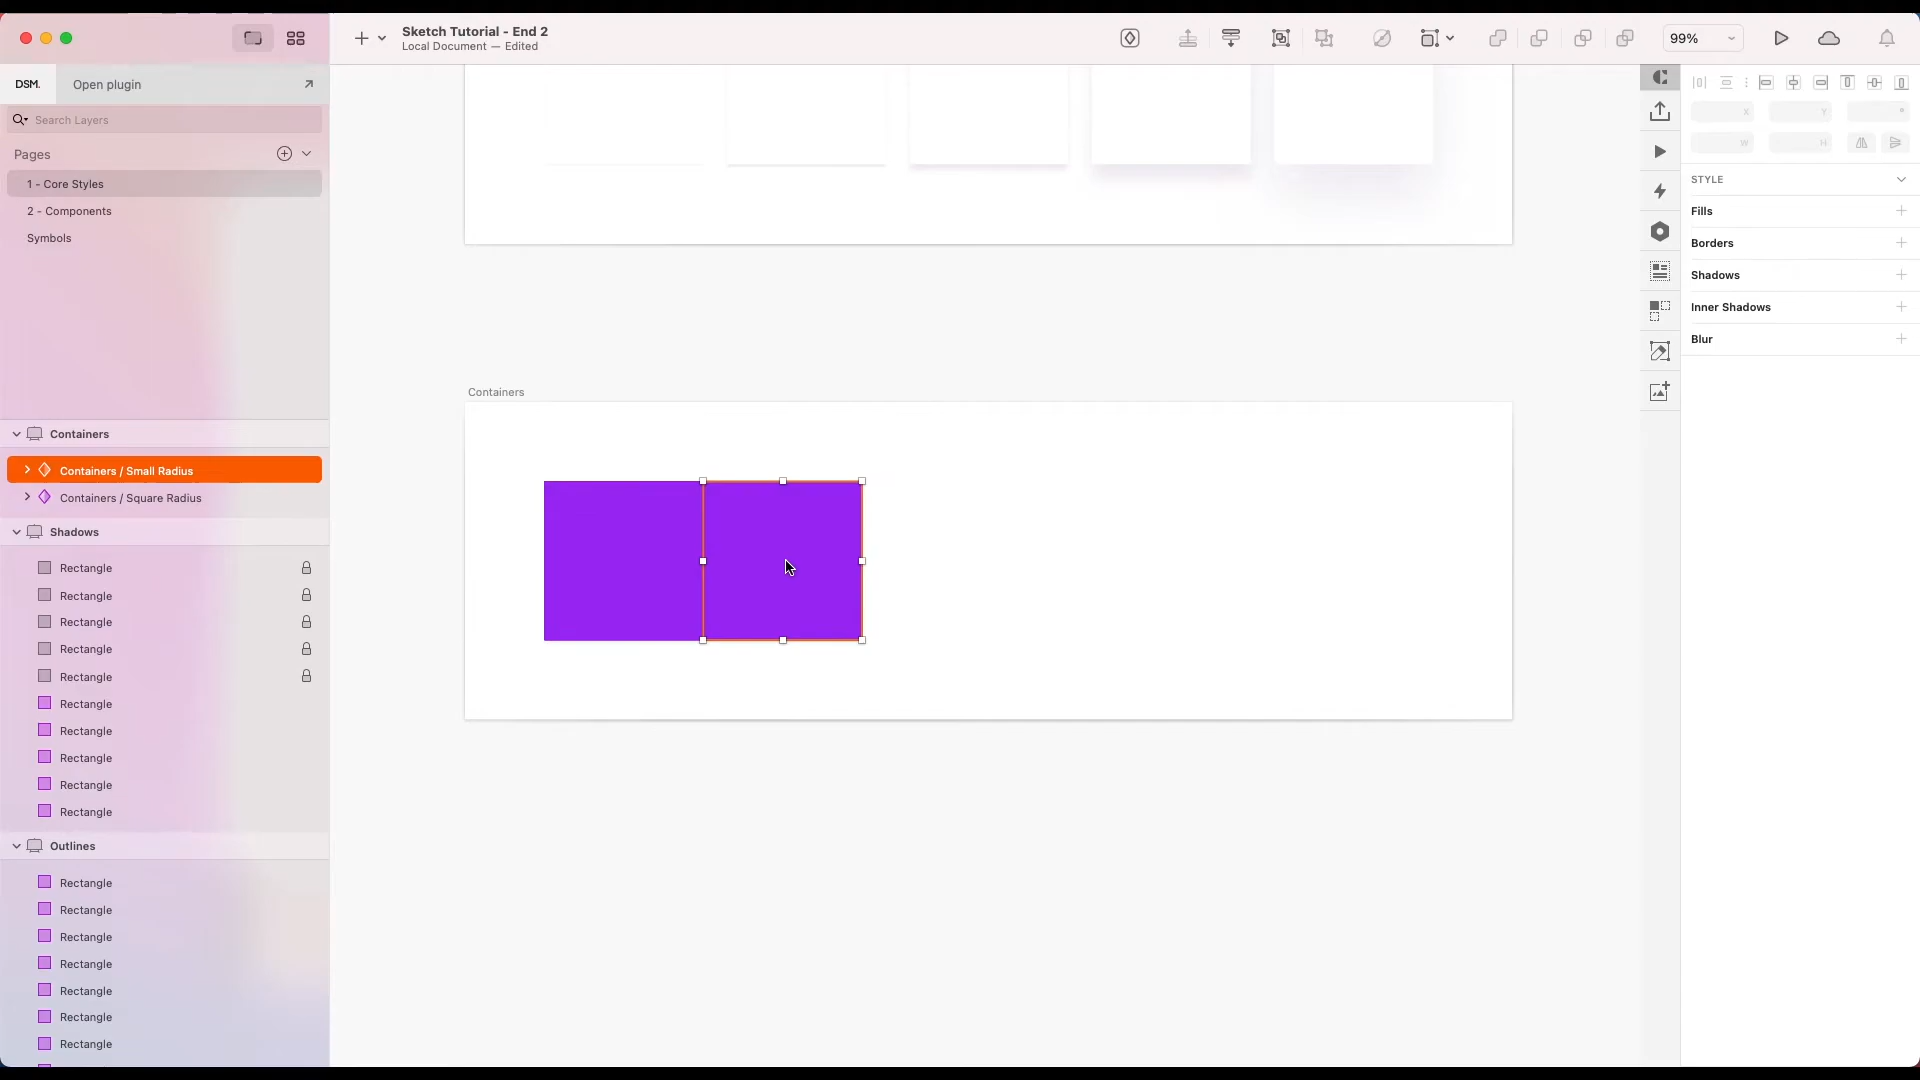 Sketch Tutorial - End 2
Local Document — Edited
99%
DSM.
Open plugin
Search Layers
Pages
1 - Core Styles
2 - Components
Symbols
Containers
Containers / Small Radius
Containers / Square Radius
Shadows
Rectangle
Rectangle
Rectangle
Rectangle
Rectangle
Rectangle
Rectangle
Rectangle
Rectangle
Rectangle
Outlines
Rectangle
Rectangle
Rectangle
Rectangle
Rectangle
Rectangle
Rectangle
Containers
X
Y
°
W
H
STYLE
Fills
Borders
Shadows
Inner Shadows
Blur